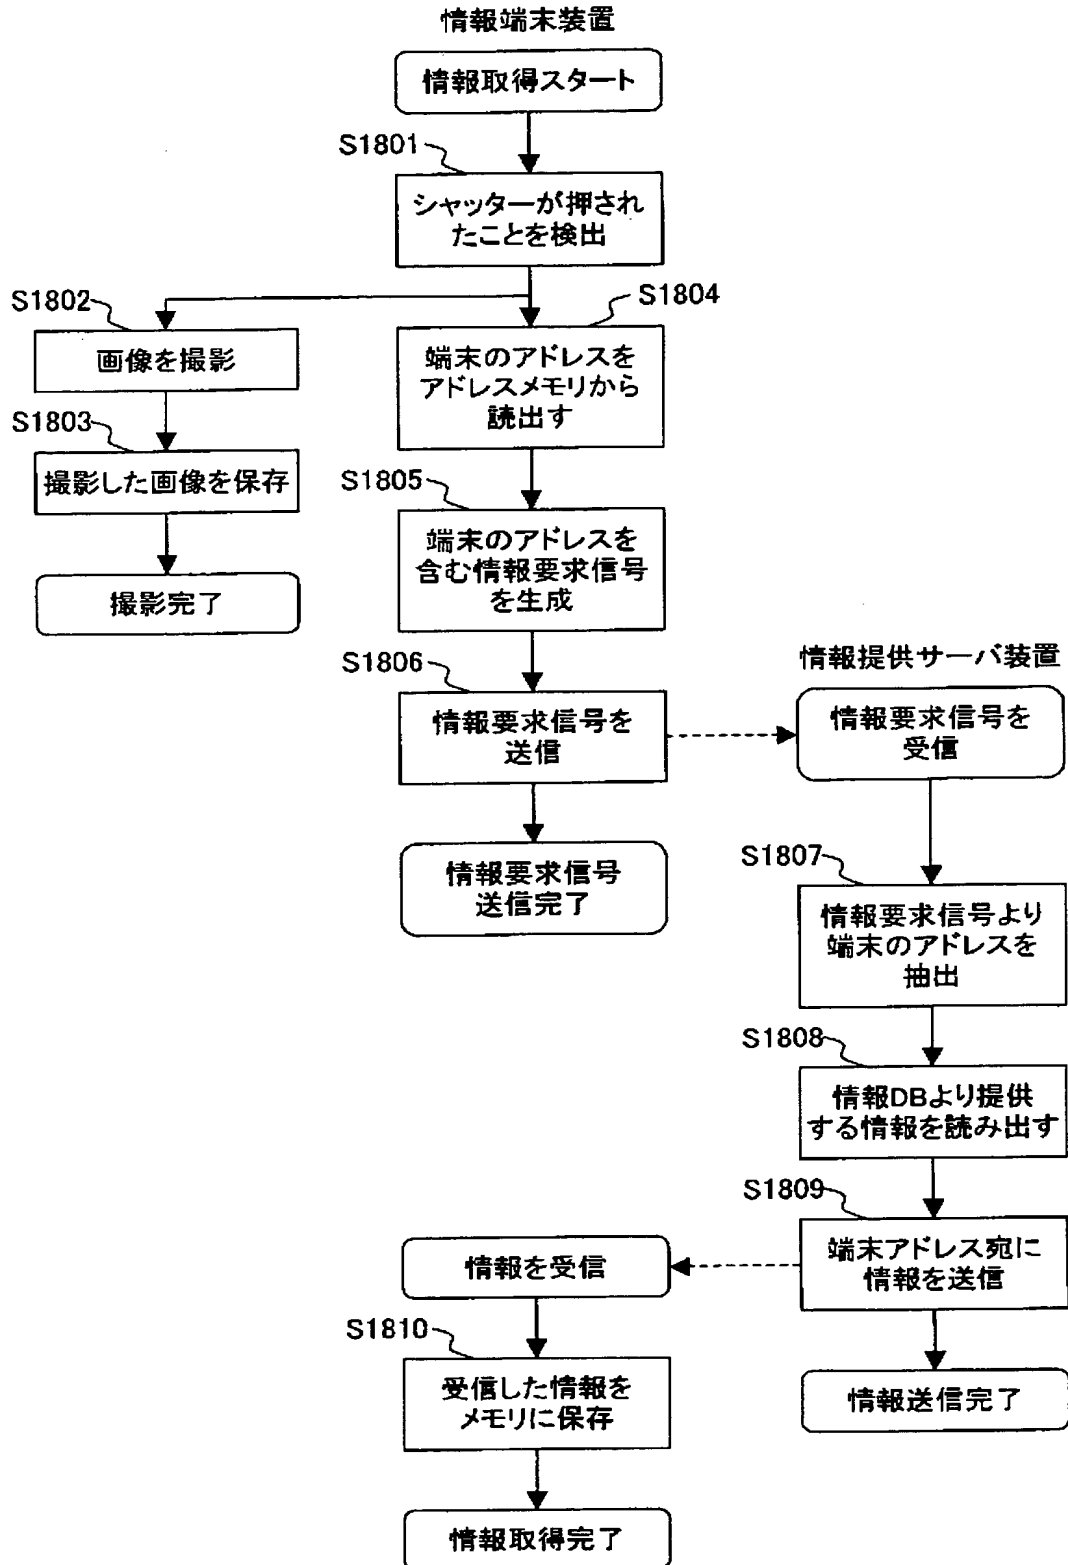 情報端末装置
情報取得スタート
S1801
シャッターが押され
たことを検出
S1802
画像を撮影
S1803
撮影した画像を保存
撮影完了
S1804
端末のアドレスを
アドレスメモリから
読出す
S1805
端末のアドレスを
含む情報要求信号
を生成
S1806
情報要求信号を
送信
情報要求信号
送信完了
情報提供サーバ装置
情報要求信号を
受信
S1807
情報要求信号より
端末のアドレスを
抽出
S1808
情報DBより提供
する情報を読み出す
S1809
端末アドレス宛に
情報を送信
情報送信完了
情報を受信
S1810
受信した情報を
メモリに保存
情報取得完了